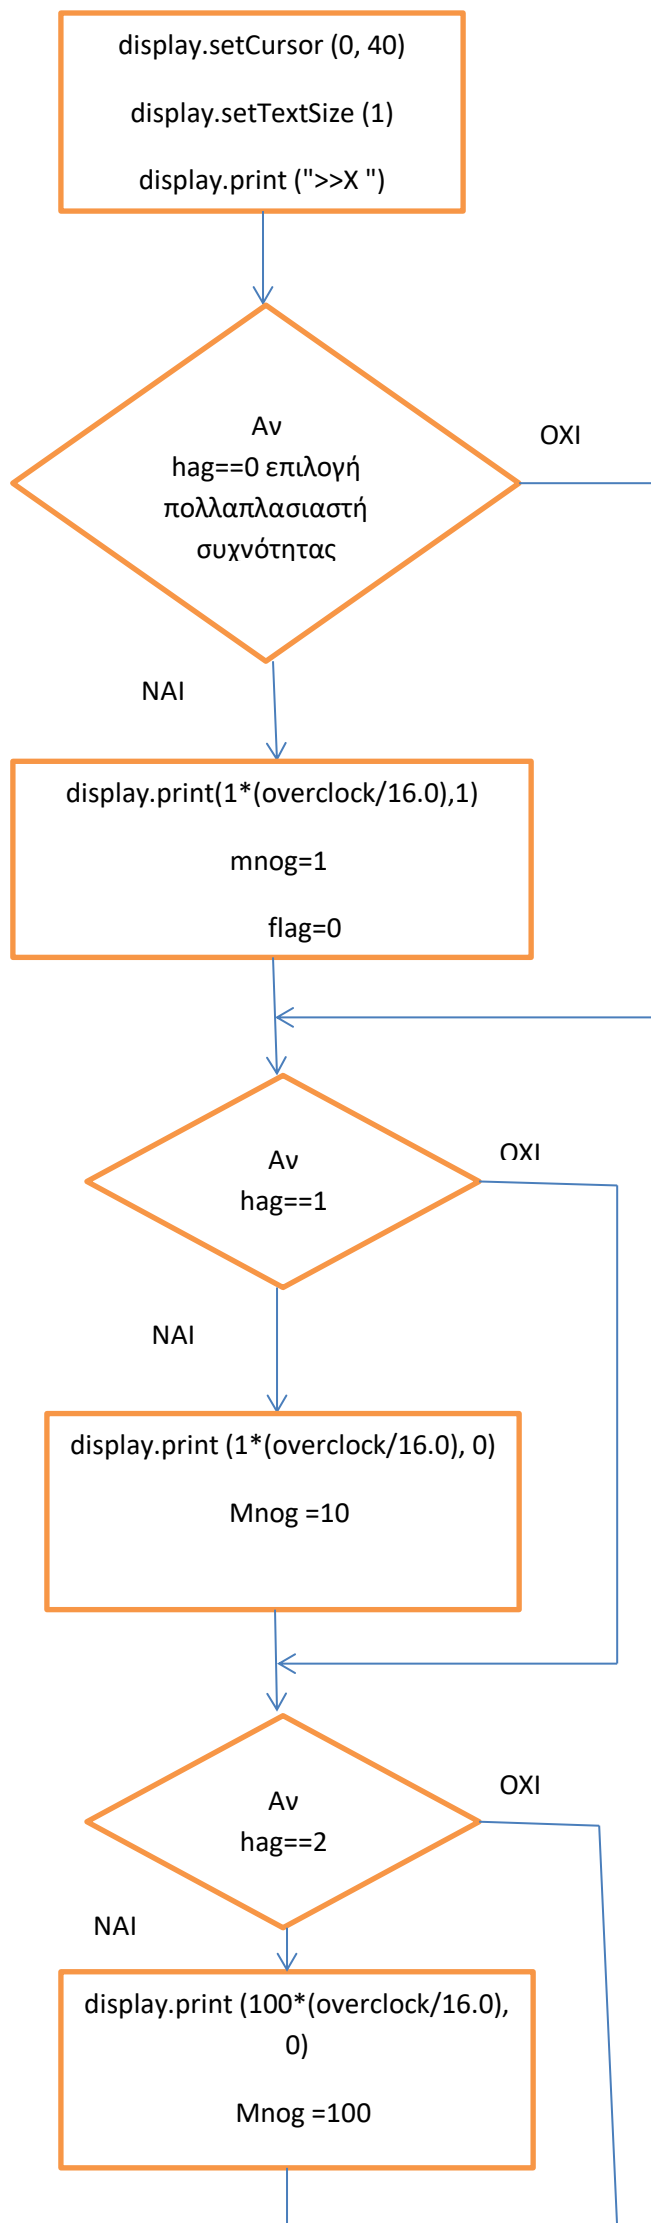 display.setCursor (0, 40)
display.setTextSize (1)
display.print (">>X ")
Αν
hag==0 επιλογή
πολλαπλασιαστή
συχνότητας
ΟΧΙ
ΝΑΙ
display.print(1*(overclock/16.0),1)
mnog=1
flag=0
Αν
hag==1
ΟΧΙ
ΝΑΙ
display.print (1*(overclock/16.0), 0)
Mnog =10
Αν
hag==2
ΟΧΙ
ΝΑΙ
display.print (100*(overclock/16.0),
0)
Mnog =100